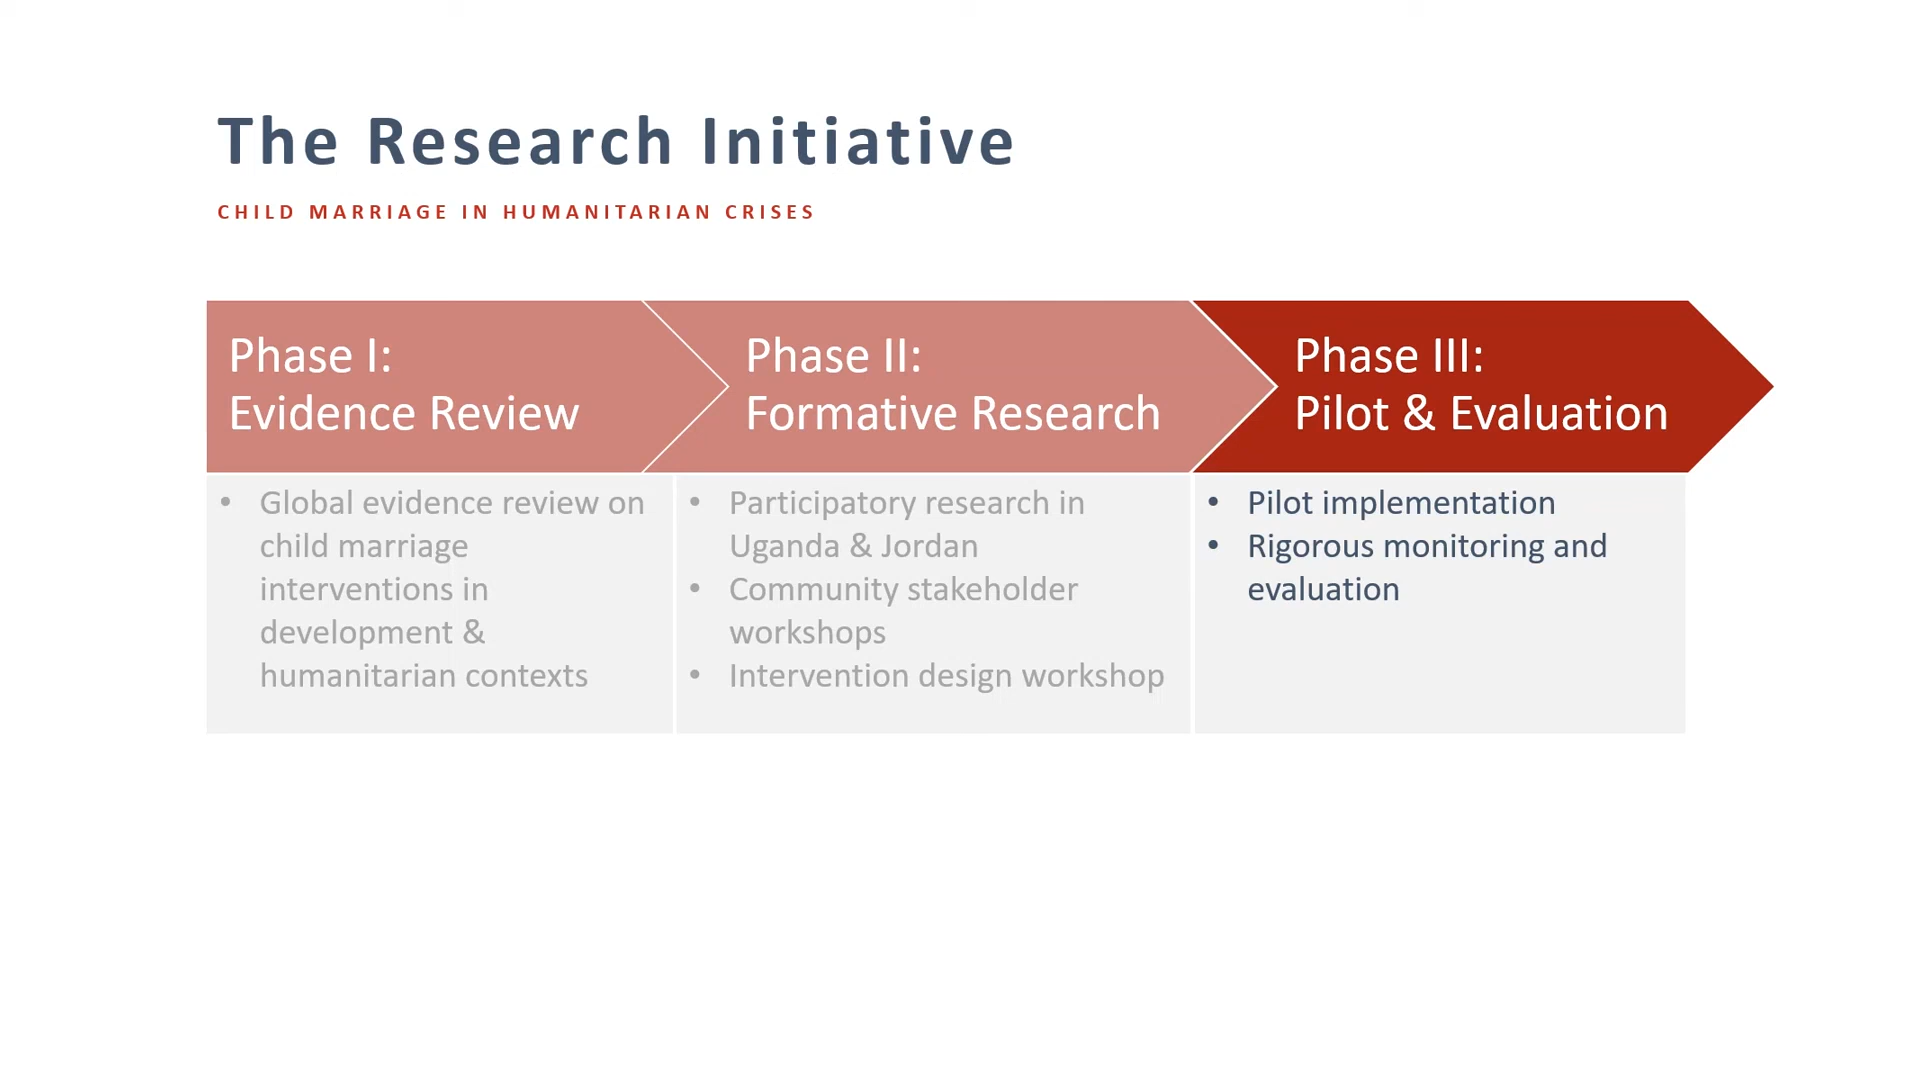 The Research Initiative
CHILD MARRIAGE IN HUMANITARIAN CRISES
Phase I:
Evidence Review
• Global evidence review on
child marriage
interventions in
development &
humanitarian contexts
Phase II:
Formative Research
• Participatory research in
Uganda & Jordan
• Community stakeholder
workshops
• Intervention design workshop
Phase III:
Pilot & Evaluation
• Pilot implementation
• Rigorous monitoring and
evaluation